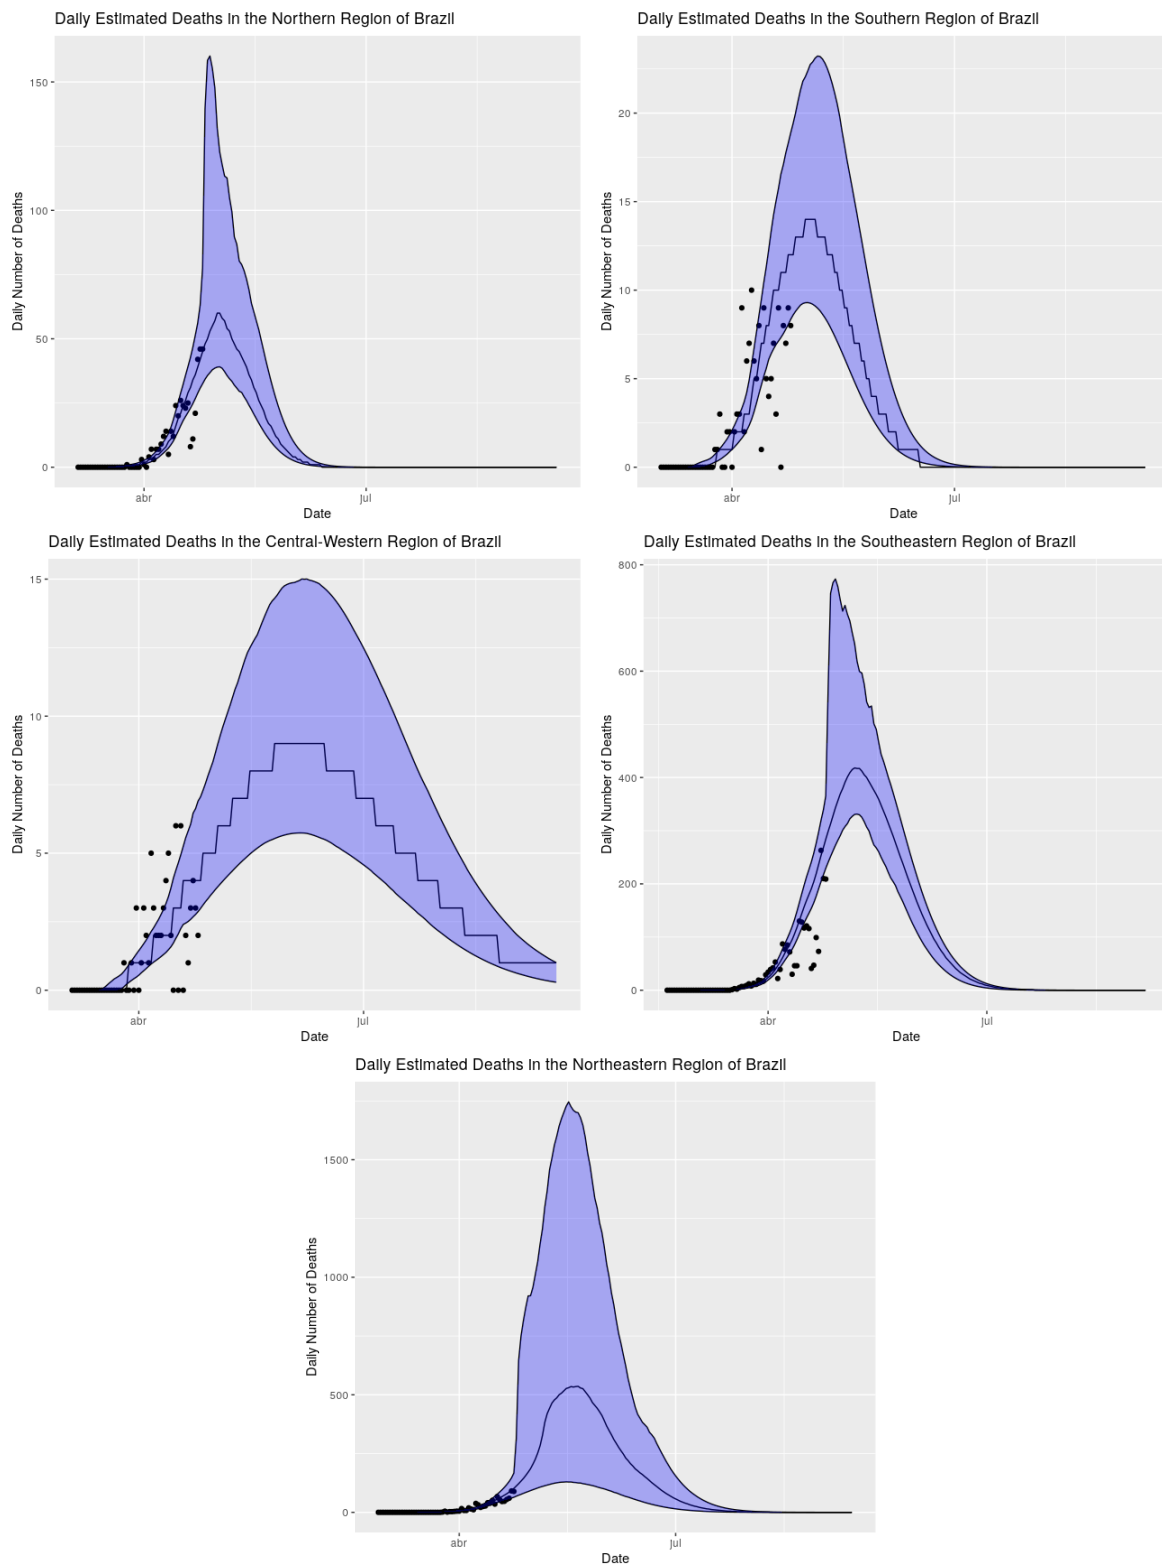 Daily Estimated Deaths in the Northern Region of Brazil
Daily Number of Deaths
150
100
50
0
abr
jul
Date
Daily Estimated Deaths in the Southern Region of Brazil
Daily Number of Deaths
20
15
10
5
0
abr
jul
Date
Daily Estimated Deaths in the Central-Western Region of Brazil
Daily Number of Deaths
15
10
5
0
abr
jul
Date
Daily Estimated Deaths in the Southeastern Region of Brazil
Daily Number of Deaths
800
600
400
200
0
abr
jul
Date
Daily Estimated Deaths in the Northeastern Region of Brazil
Daily Number of Deaths
1500
1000
500
0
abr
jul
Date